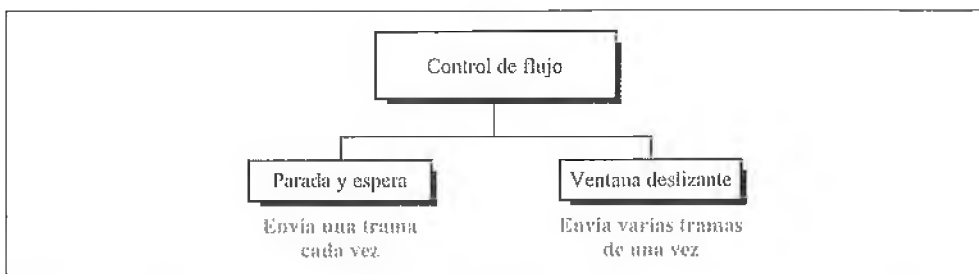 Control de flujo
Parada y espera
Ventana deslizante
Envía una trama
cada vez
Envía varias tramas
de una vez